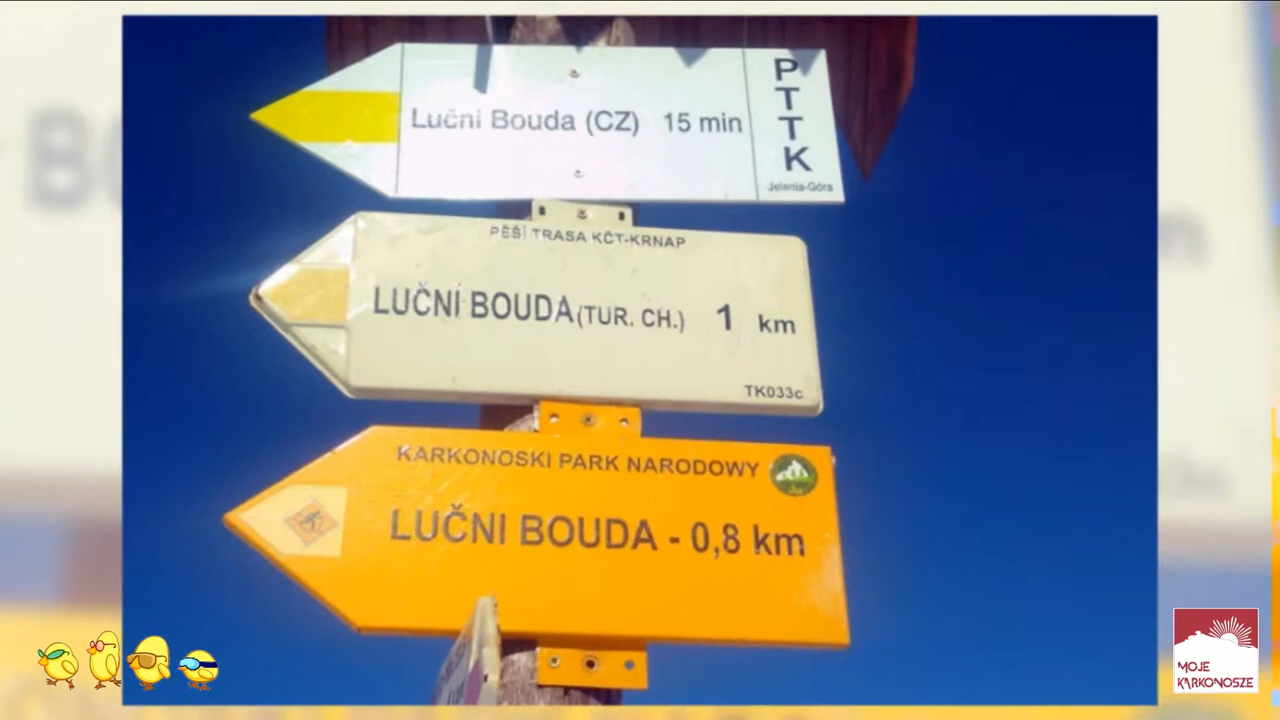 Lučni Bouda (CZ) 15 min
P
T
T
K
Jelenia-Góra
PĚŠÍ TRASA KČT-KRNAP
LUČNÍ BOUDA (TUR. CH.) 1 km
TK033c
KARKONOSKI PARK NARODOWY
LUČNI BOUDA - 0,8 km
MOJE
KARKONOSZE